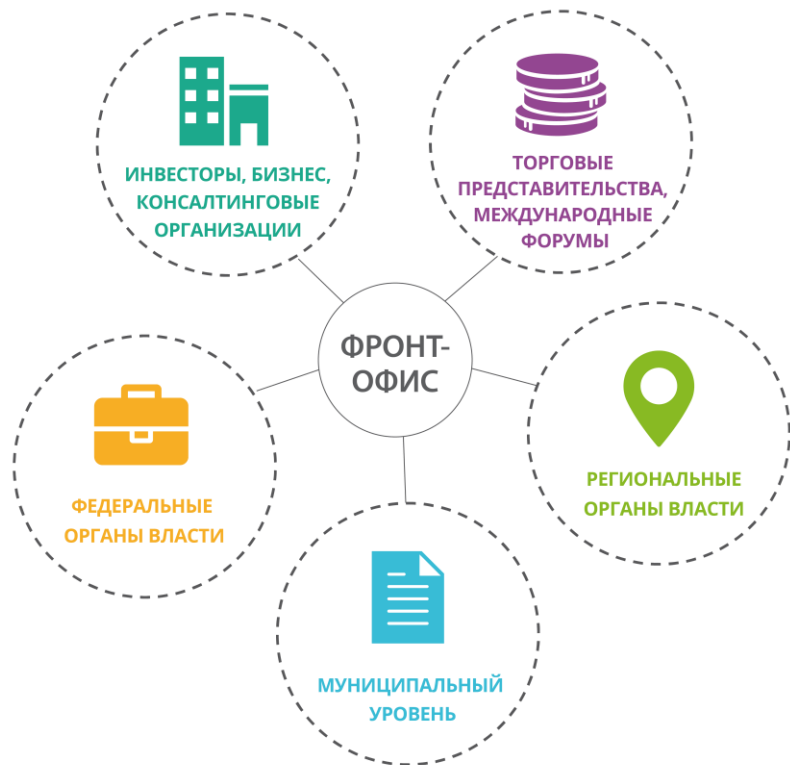 ИНВЕСТОРЫ, БИЗНЕС,
КОНСАЛТИНГОВЫЕ
ОРГАНИЗАЦИИ
ТОРГОВЫЕ
ПРЕДСТАВИТЕЛЬСТВА,
МЕЖДУНАРОДНЫЕ
ФОРУМЫ
ФРОНТ-
ОФИС
ФЕДЕРАЛЬНЫЕ
ОРГАНЫ ВЛАСТИ
РЕГИОНАЛЬНЫЕ
ОРГАНЫ ВЛАСТИ
МУНИЦИПАЛЬНЫЙ
УРОВЕНЬ